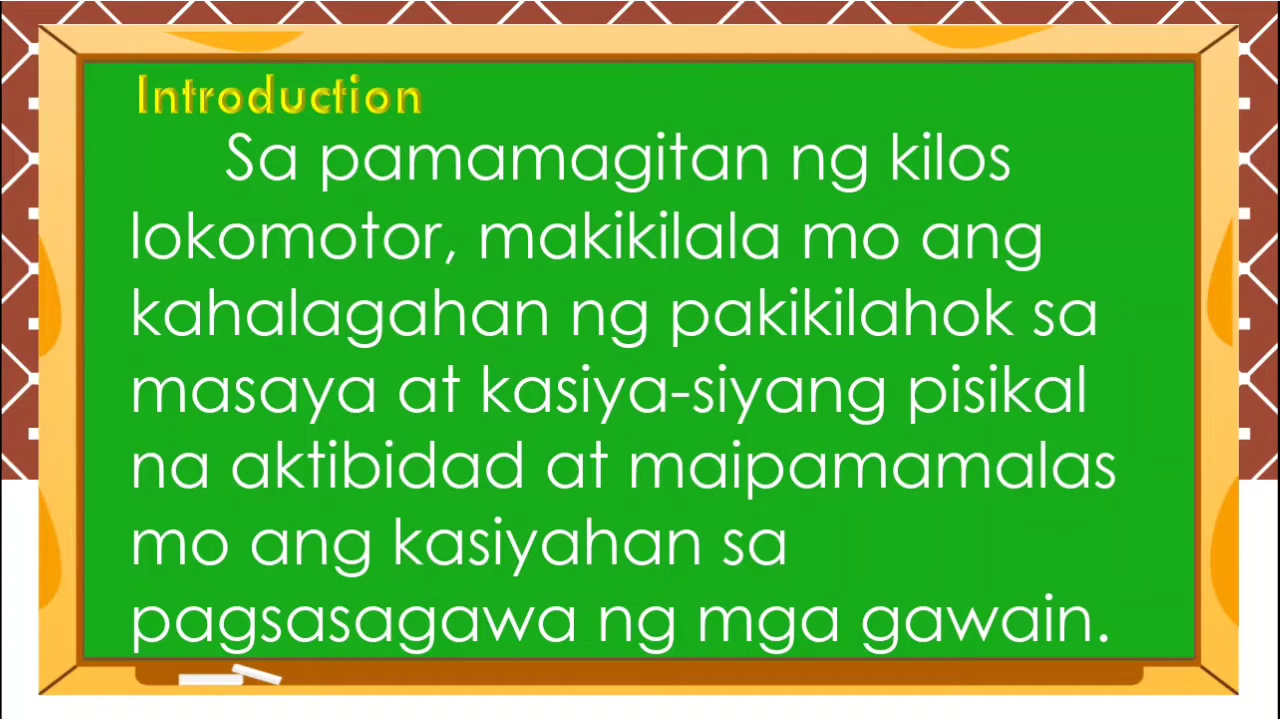 Introduction
Sa pamamagitan ng kilos
lokomotor, makikilala mo ang
kahalagahan ng pakikilahok sa
masaya at kasiya-siyang pisikal
na aktibidad at maipamamalas
mo ang kasiyahan sa
pagsasagawa ng mga gawain.